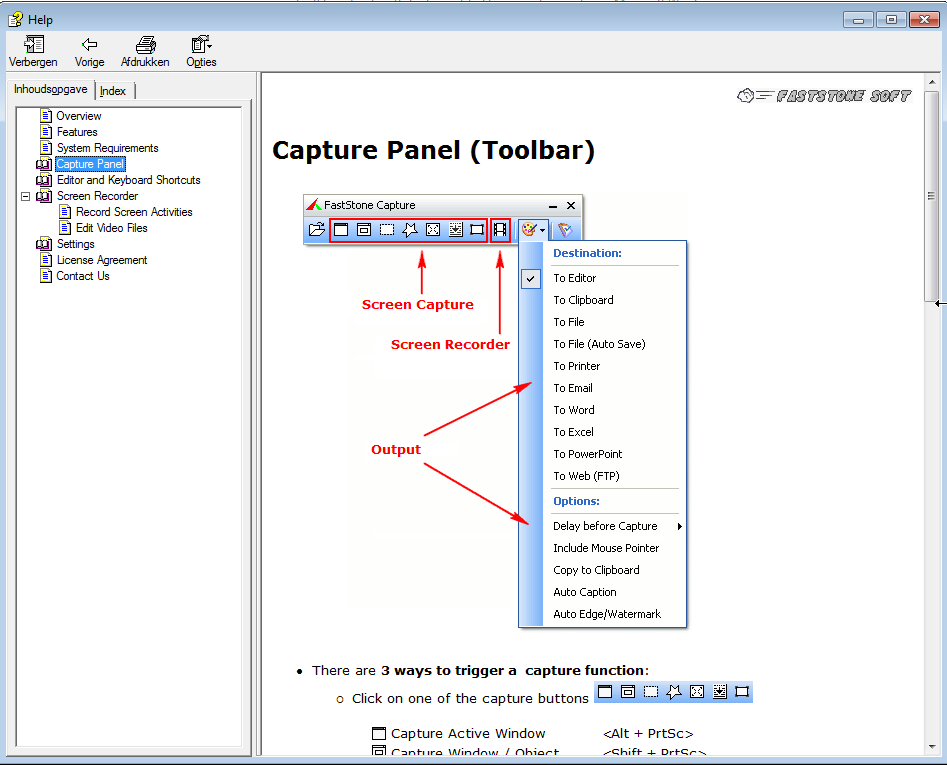 Help
Verbergen Vorige Afdrukken Opties
Inhoudsopgave Index
Overview
Features
System Requirements
Capture Panel
Editor and Keyboard Shortcuts
Screen Recorder
Record Screen Activities
Edit Video Files
Settings
License Agreement
Contact Us
FASTSTONE SOFT
Capture Panel (Toolbar)
FastStone Capture
Screen Capture
Screen Recorder
Output
Destination:
To Editor
To Clipboard
To File
To File (Auto Save)
To Printer
To Email
To Word
To Excel
To PowerPoint
To Web (FTP)
Options:
Delay before Capture
Include Mouse Pointer
Copy to Clipboard
Auto Caption
Auto Edge/Watermark
• There are 3 ways to trigger a capture function:
o Click on one of the capture buttons
Capture Active Window <Alt + PrtSc>
Capture Window / Object <Shift + PrtSc>